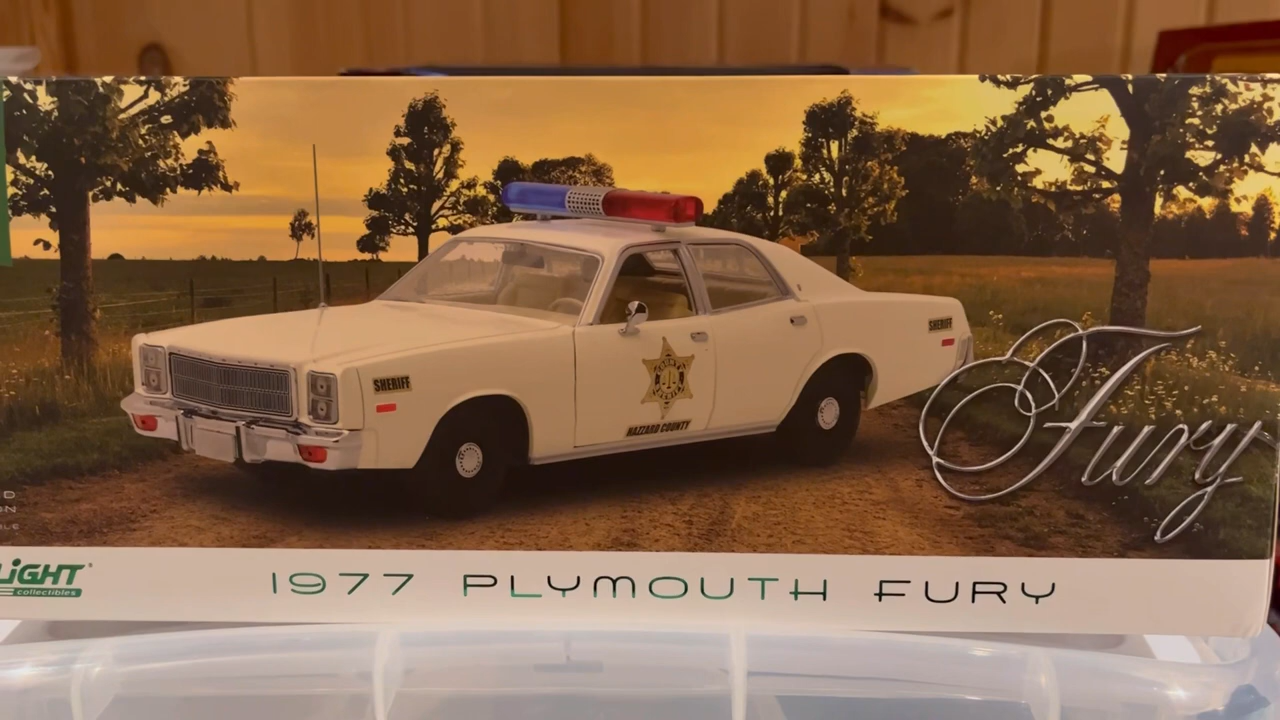 SHERIFF
SHERIFF
HAZZARD COUNTY
Fury
LIGHT
collectibles
1977 PLYMOUTH FURY